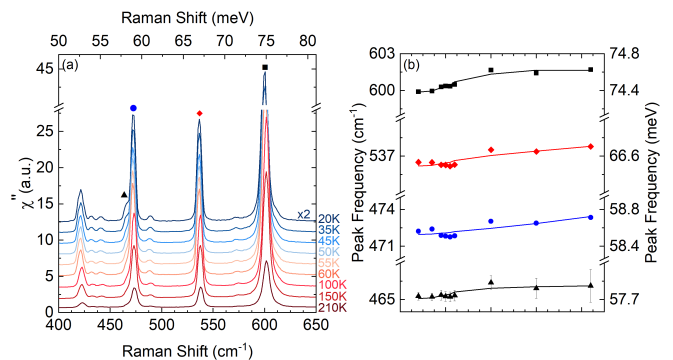 Raman Shift (meV)
50 55 60 65 70 75 80
(a)
45
25
20
15
10
5
0
χ" (a.u.)
x2
20K
35K
45K
50K
55K
60K
100K
150K
210K
400 450 500 550 600 650
Raman Shift (cm⁻¹)
(b)
603
600
537
474
471
465
Peak Frequency (cm⁻¹)
74.8
74.4
66.6
58.8
58.4
57.7
Peak Frequency (meV)
Peak Frequency (meV)